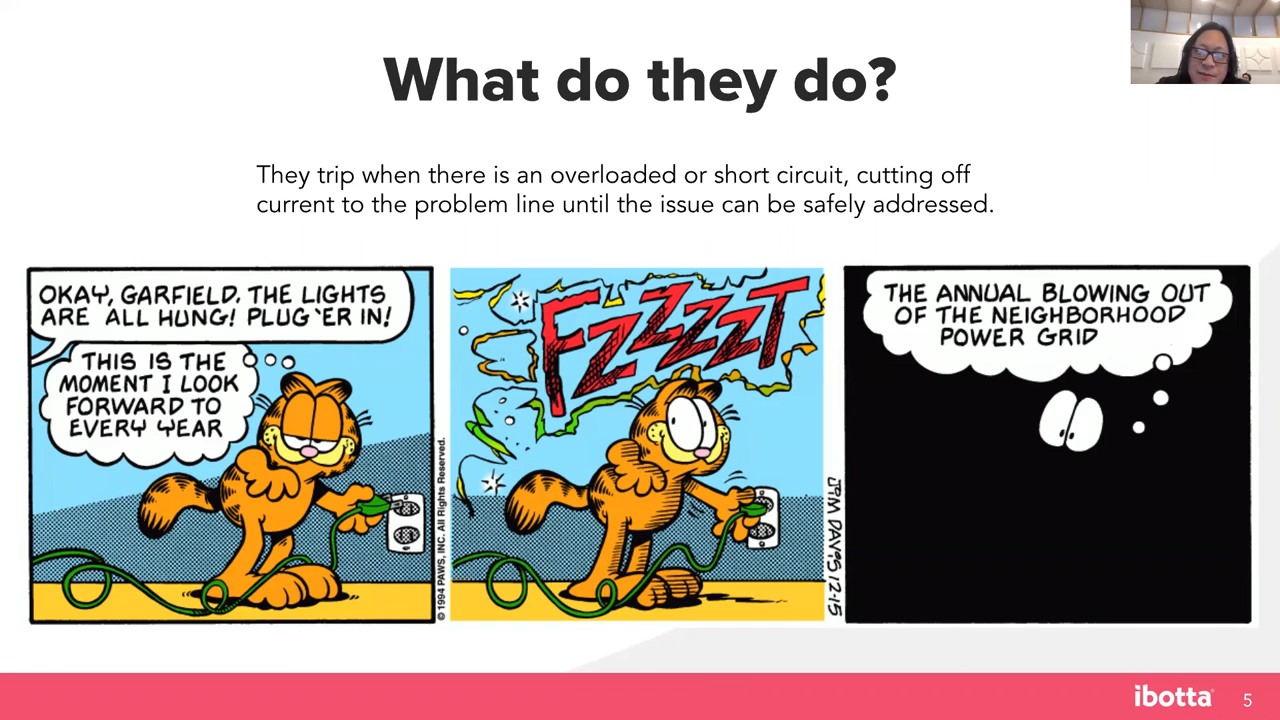 What do they do?
They trip when there is an overloaded or short circuit, cutting off
current to the problem line until the issue can be safely addressed.
OKAY, GARFIELD. THE LIGHTS
ARE ALL HUNG! PLUG 'ER IN!
THIS IS THE
MOMENT I LOOK
FORWARD TO
EVERY YEAR
© 1994 PAWS, INC. All Rights Reserved.
FZZZZZT
JIM DAVIS 12-15
THE ANNUAL BLOWING OUT
OF THE NEIGHBORHOOD
POWER GRID
ibotta
5